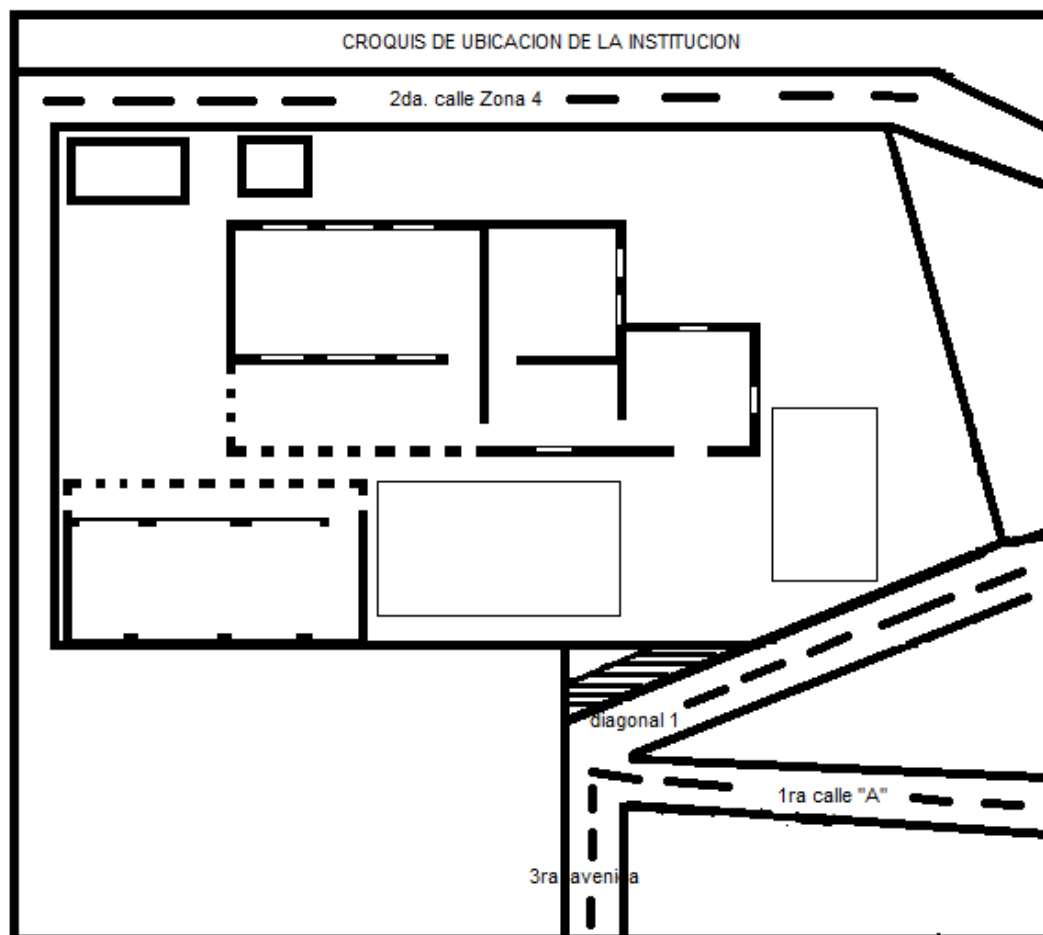 CROQUIS DE UBICACION DE LA INSTITUCION
2da. calle Zona 4
diagonal 1
1ra calle "A"
3ra avenida